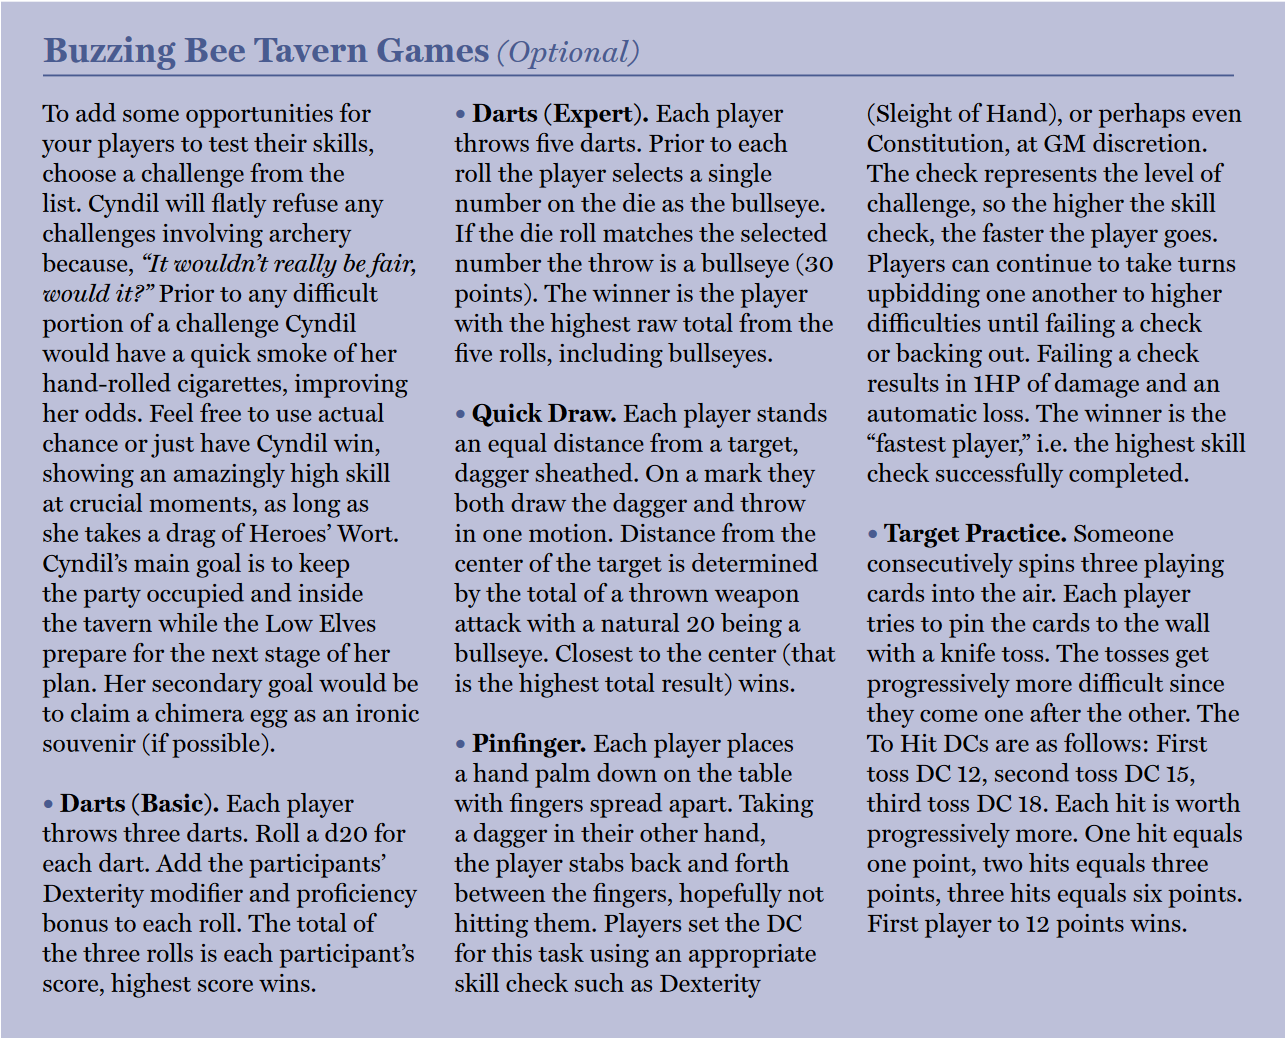 Buzzing Bee Tavern Games (Optional)
To add some opportunities for
your players to test their skills,
choose a challenge from the
list. Cyndil will flatly refuse any
challenges involving archery
because, “It wouldn’t really be fair,
would it?” Prior to any difficult
portion of a challenge Cyndil
would have a quick smoke of her
hand-rolled cigarettes, improving
her odds. Feel free to use actual
chance or just have Cyndil win,
showing an amazingly high skill
at crucial moments, as long as
she takes a drag of Heroes’ Wort.
Cyndil’s main goal is to keep
the party occupied and inside
the tavern while the Low Elves
prepare for the next stage of her
plan. Her secondary goal would be
to claim a chimera egg as an ironic
souvenir (if possible).
• Darts (Basic). Each player
throws three darts. Roll a d20 for
each dart. Add the participants’
Dexterity modifier and proficiency
bonus to each roll. The total of
the three rolls is each participant’s
score, highest score wins.
• Darts (Expert). Each player
throws five darts. Prior to each
roll the player selects a single
number on the die as the bullseye.
If the die roll matches the selected
number the throw is a bullseye (30
points). The winner is the player
with the highest raw total from the
five rolls, including bullseyes.
• Quick Draw. Each player stands
an equal distance from a target,
dagger sheathed. On a mark they
both draw the dagger and throw
in one motion. Distance from the
center of the target is determined
by the total of a thrown weapon
attack with a natural 20 being a
bullseye. Closest to the center (that
is the highest total result) wins.
• Pinfinger. Each player places
a hand palm down on the table
with fingers spread apart. Taking
a dagger in their other hand,
the player stabs back and forth
between the fingers, hopefully not
hitting them. Players set the DC
for this task using an appropriate
skill check such as Dexterity
(Sleight of Hand), or perhaps even
Constitution, at GM discretion.
The check represents the level of
challenge, so the higher the skill
check, the faster the player goes.
Players can continue to take turns
upbidding one another to higher
difficulties until failing a check
or backing out. Failing a check
results in 1HP of damage and an
automatic loss. The winner is the
“fastest player,” i.e. the highest skill
check successfully completed.
• Target Practice. Someone
consecutively spins three playing
cards into the air. Each player
tries to pin the cards to the wall
with a knife toss. The tosses get
progressively more difficult since
they come one after the other. The
To Hit DCs are as follows: First
toss DC 12, second toss DC 15,
third toss DC 18. Each hit is worth
progressively more. One hit equals
one point, two hits equals three
points, three hits equals six points.
First player to 12 points wins.